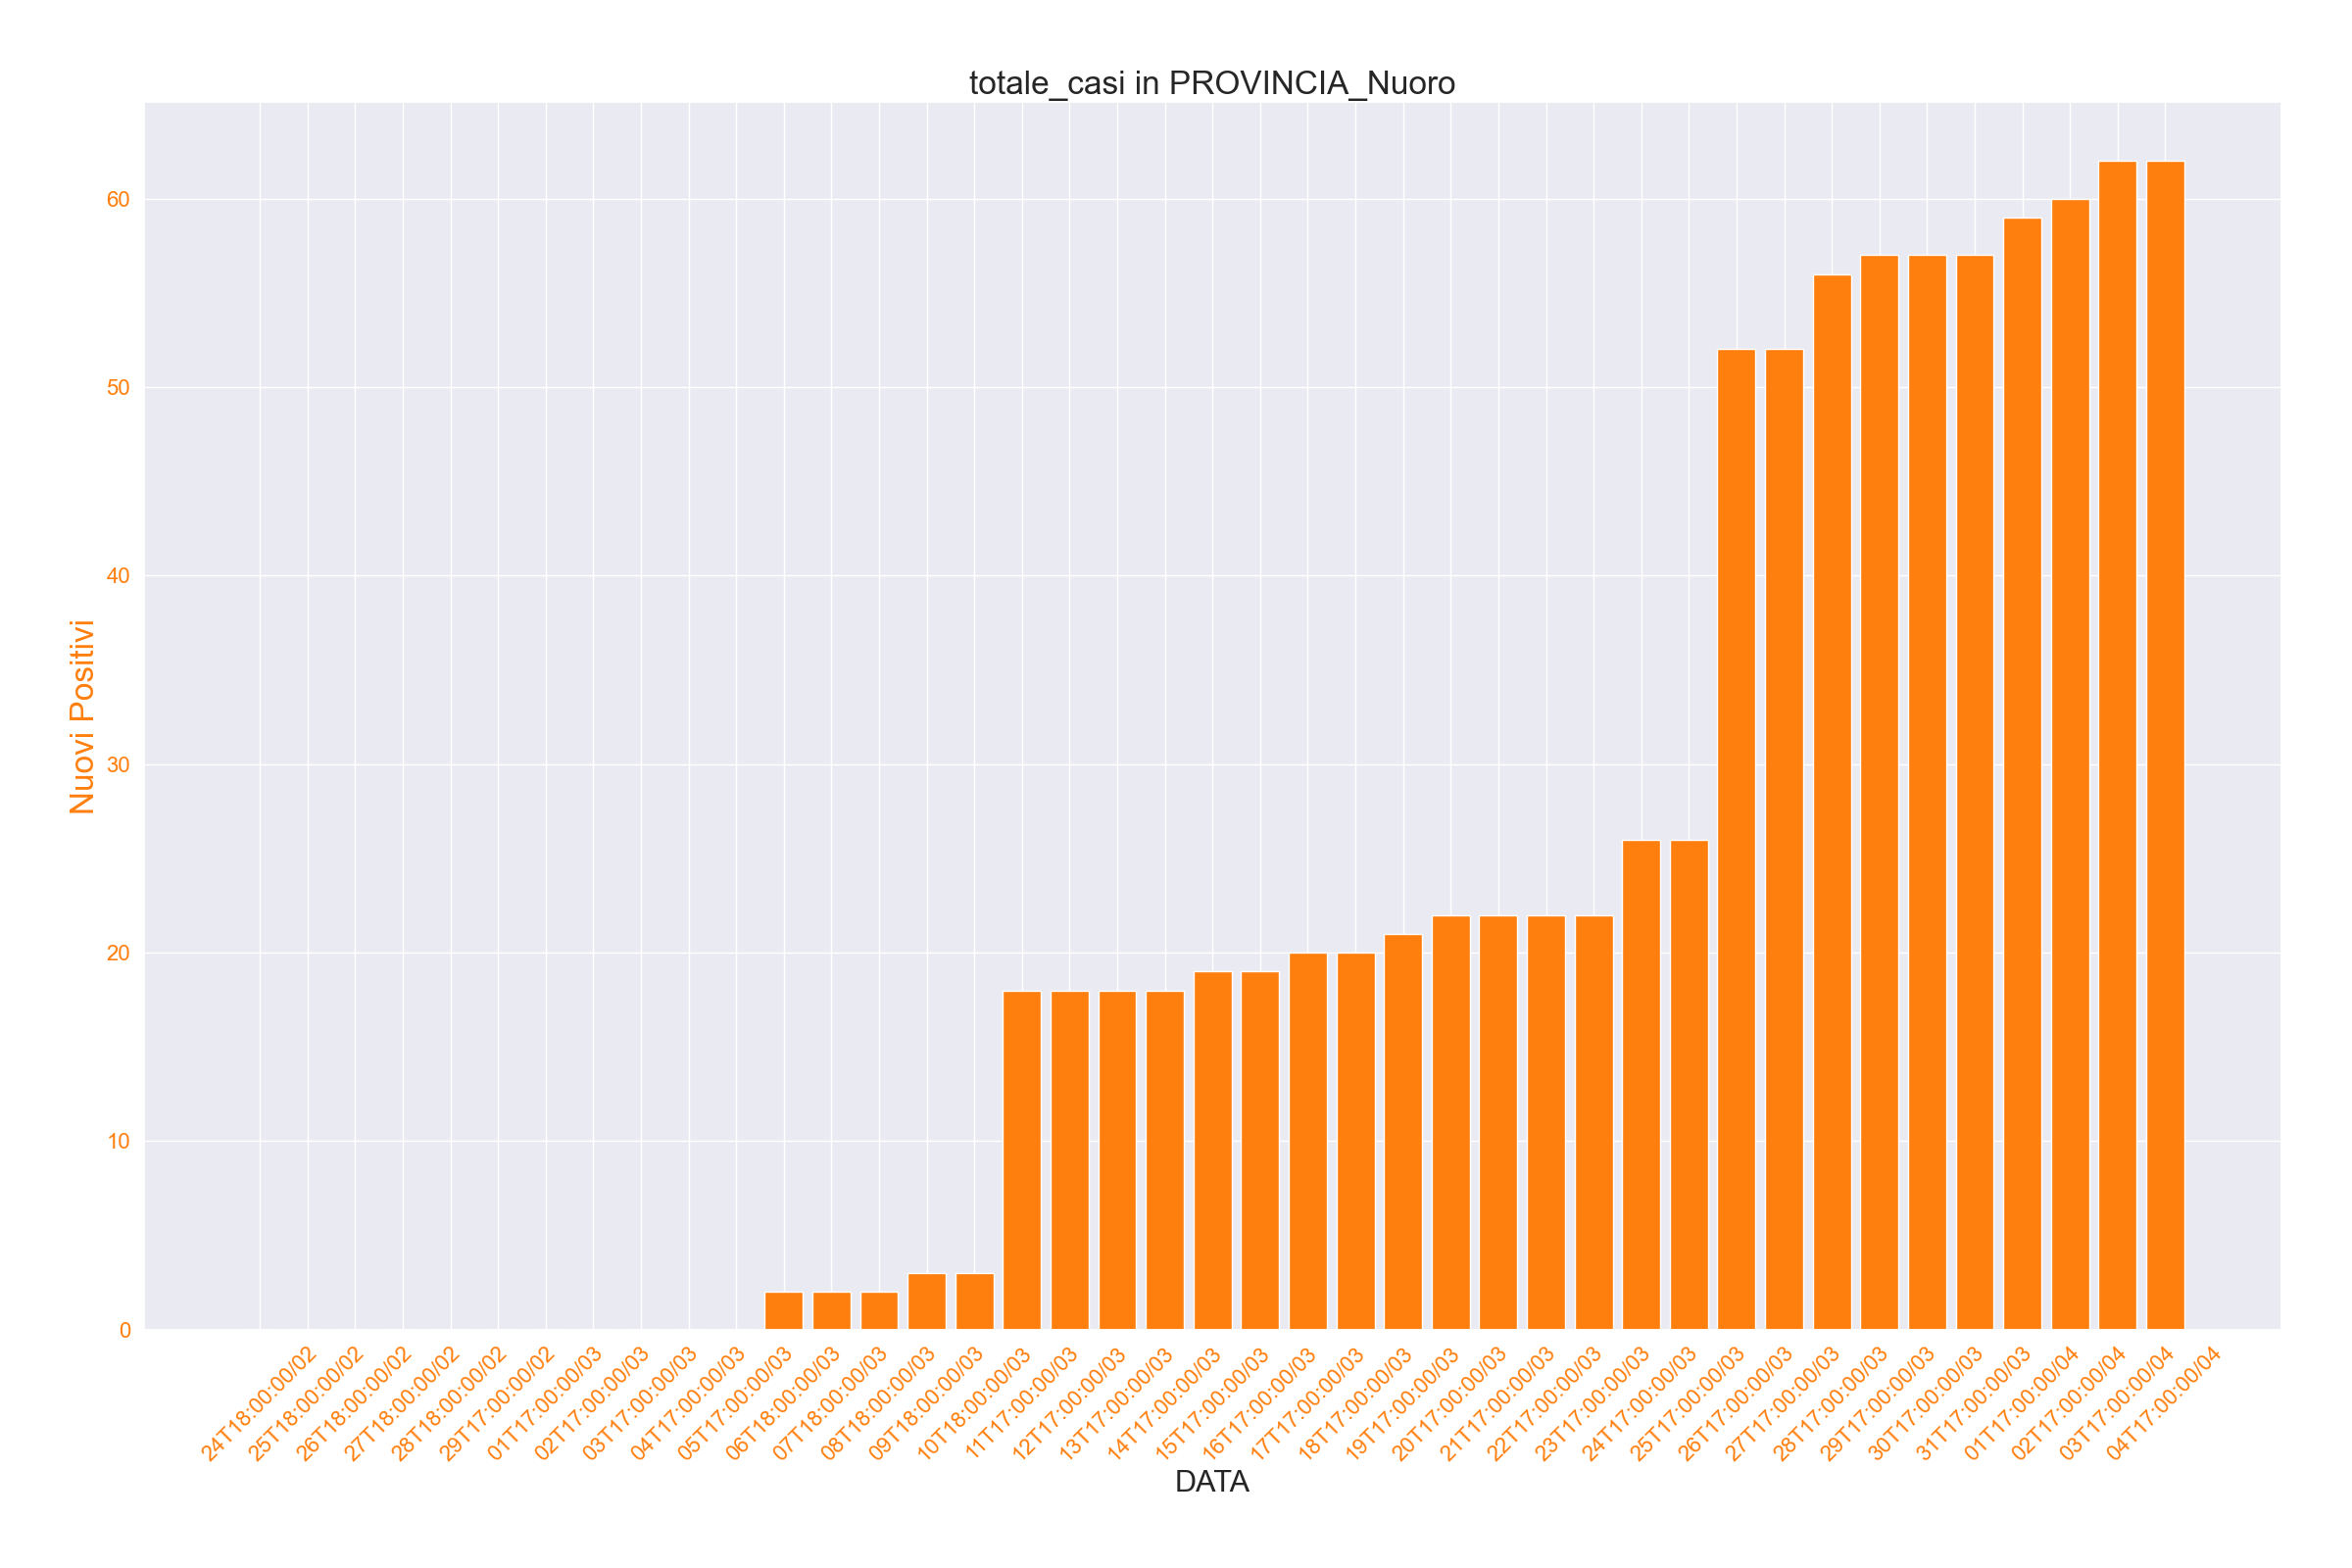 totale_casi in PROVINCIA_Nuoro
60
50
40
30
20
10
0
Nuovi Positivi
24T18:00:00/02
25T18:00:00/02
26T18:00:00/02
27T18:00:00/02
28T18:00:00/02
29T17:00:00/02
01T17:00:00/03
02T17:00:00/03
03T17:00:00/03
04T17:00:00/03
05T17:00:00/03
06T18:00:00/03
07T18:00:00/03
08T18:00:00/03
09T18:00:00/03
10T18:00:00/03
11T17:00:00/03
12T17:00:00/03
13T17:00:00/03
14T17:00:00/03
15T17:00:00/03
16T17:00:00/03
17T17:00:00/03
18T17:00:00/03
19T17:00:00/03
20T17:00:00/03
21T17:00:00/03
22T17:00:00/03
23T17:00:00/03
24T17:00:00/03
25T17:00:00/03
26T17:00:00/03
27T17:00:00/03
28T17:00:00/03
29T17:00:00/03
30T17:00:00/03
31T17:00:00/03
01T17:00:00/04
02T17:00:00/04
03T17:00:00/04
04T17:00:00/04
DATA